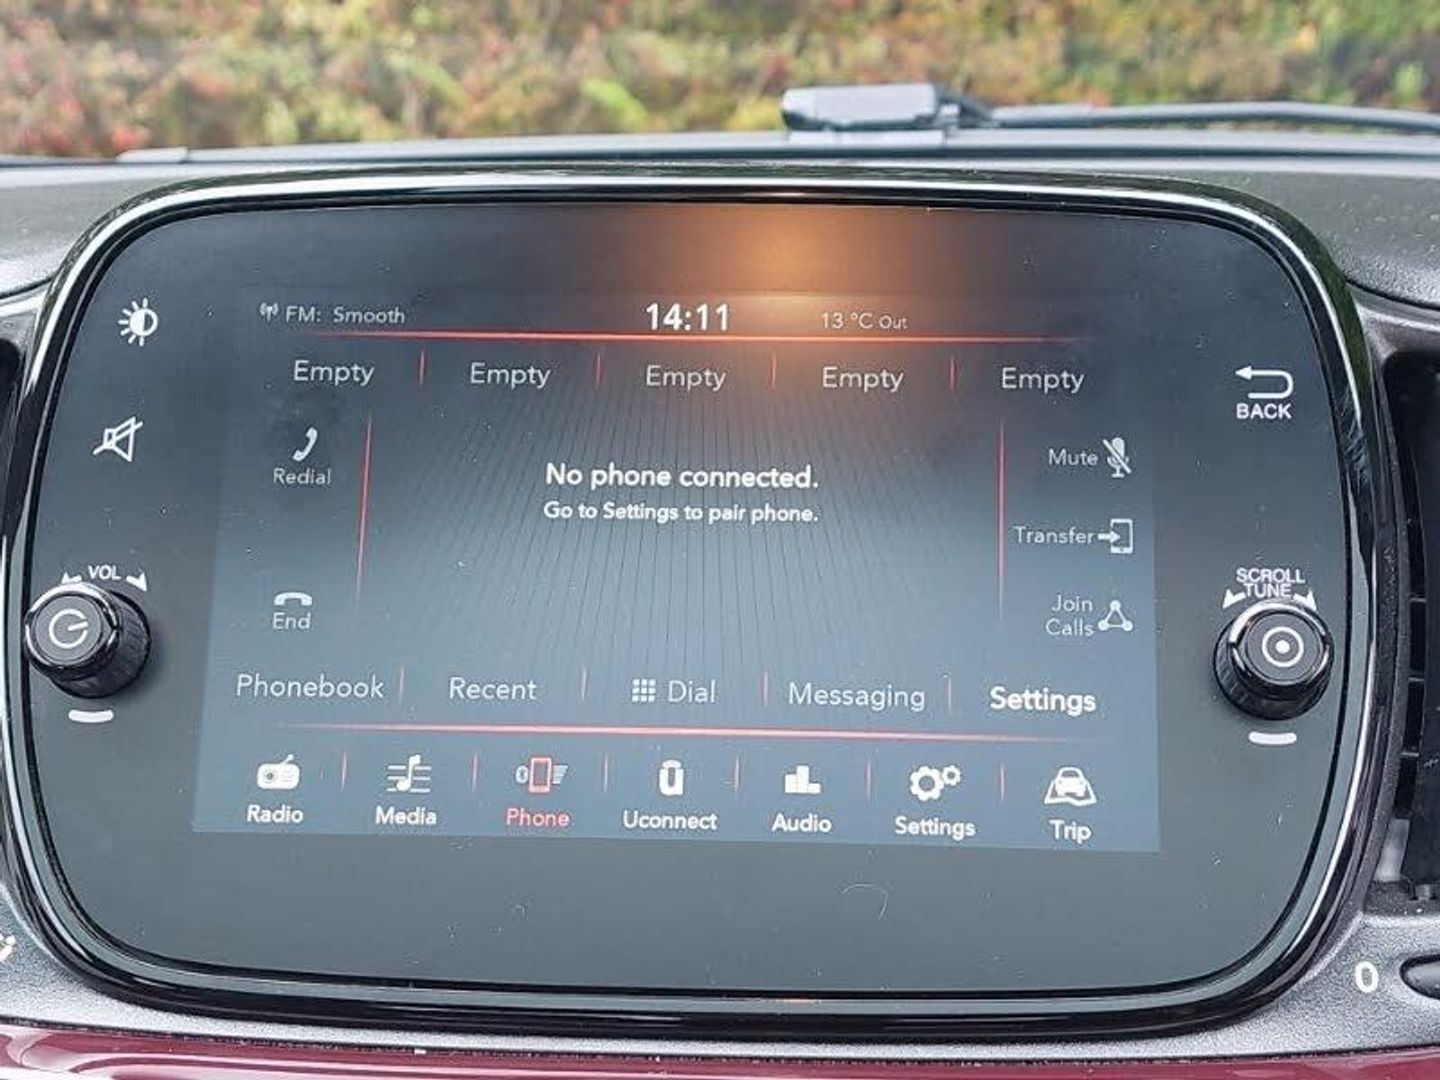 FM: Smooth 14:11 13 °C Out
Empty Empty Empty Empty Empty
BACK
Redial
No phone connected.
Mute
Go to Settings to pair phone.
Transfer
VOL
SCROLL
TUNE
End
Join
Calls
Phonebook Recent Dial Messaging Settings
Radio Media Phone Uconnect Audio Settings Trip
0